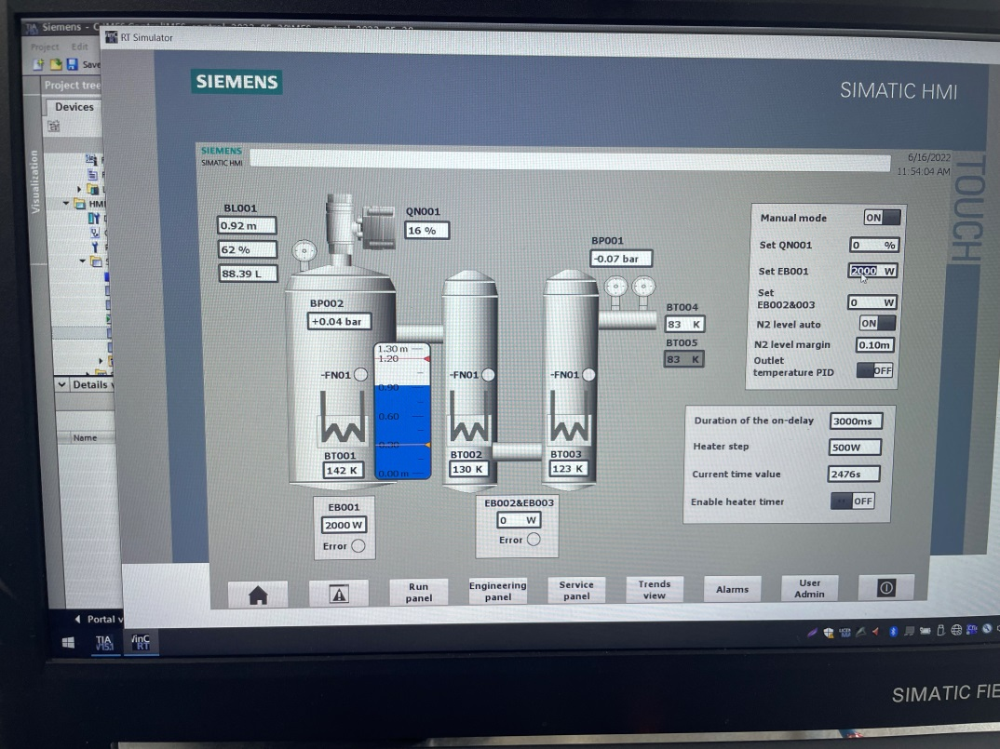 Siemens - C
Project Edit
Save
Project tree
Devices
Visualization
HMI
Details v
Name
Portal v
TIA
V15.1
WinC
RT
RT Simulator
SIEMENS
SIMATIC HMI
TOUCH
SIEMENS
SIMATIC HMI
6/16/2022
11:54:04 AM
BL001
0.92 m
62 %
88.39 L
QN001
16 %
BP001
-0.07 bar
BP002
+0.04 bar
BT004
83 K
BT005
83 K
1.30 m
1.20
0.90
0.60
0.30
0.00 m
-FN01
-FN01
-FN01
BT001
142 K
BT002
130 K
BT003
123 K
EB001
2000 W
Error
EB002&EB003
0 W
Error
Manual mode ON
Set QN001 0 %
Set EB001 2000 W
Set
EB002&003 0 W
N2 level auto ON
N2 level margin 0.10m
Outlet
temperature PID OFF
Duration of the on-delay 3000ms
Heater step 500W
Current time value 2476s
Enable heater timer OFF
Run
panel
Engineering
panel
Service
panel
Trends
view
Alarms
User
Admin
SIMATIC FIE